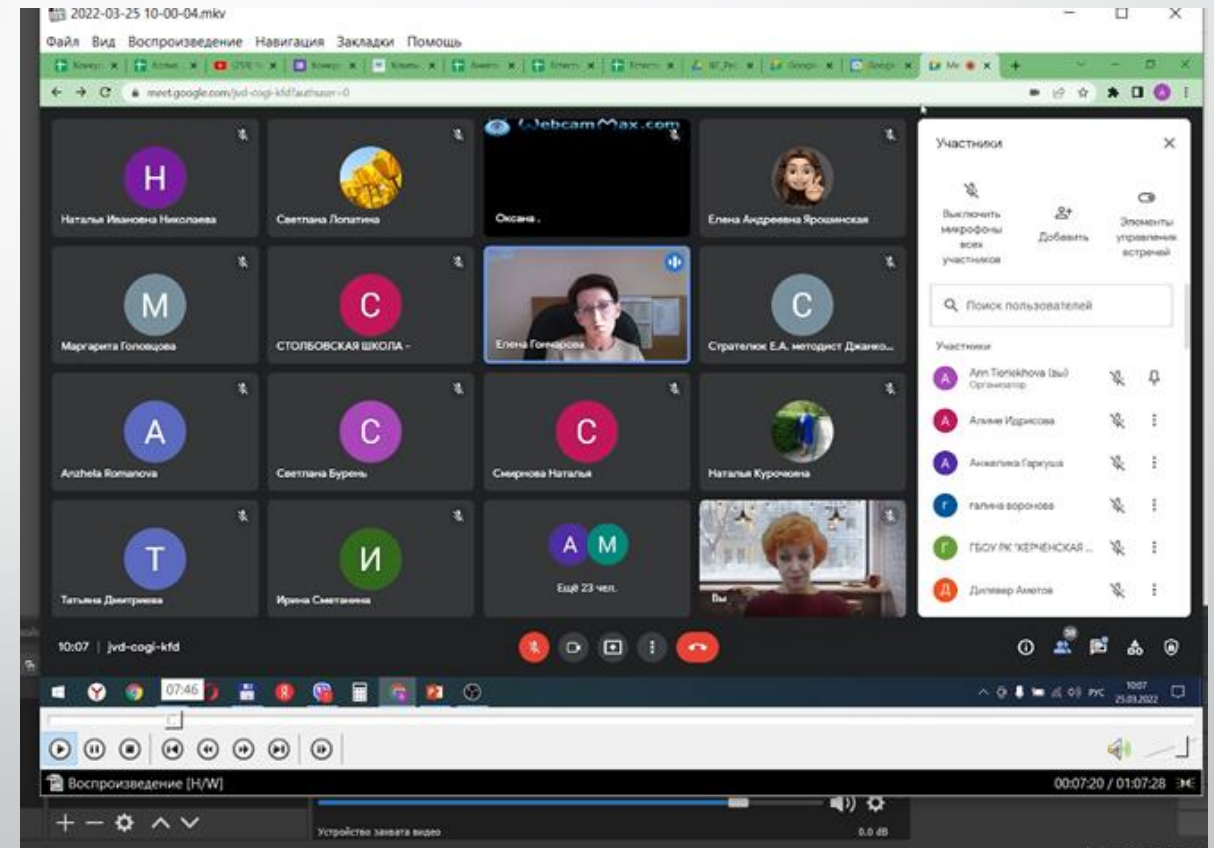 2022-03-25 10-00-04.mkv
Файл Вид Воспроизведение Навигация Закладки Помощь
meet.google.com/jvd-cogi-kfd?authuser=0
WebcamMax.com
Н
Наталья Ивановна Николаева
Светлана Лопатина
Оксана .
Елена Андреевна Ярошинская
М
Маргарита Головцова
С
СТОЛБОВСКАЯ ШКОЛА -
Елена Гончарова
С
Стрателюк Е.А. методист Джанко...
A
Anzhela Romanova
С
Светлана Бурень
С
Смирнова Наталья
Наталья Курочкина
Т
Татьяна Дмитриева
И
Ирина Сметанина
А М
Ещё 23 чел.
Вы
Участники
Выключить
микрофоны
всех
участников
Добавить
Элементы
управления
встречей
Поиск пользователей
Участники
A
Ann (вы)
Организатор
А
Алиме Идрисова
А
Анжелика Гаркуша
г
галина воронова
Г
ГБОУ РК "КЕРЧЕНСКАЯ ...
Д
Дилявер Аметов
10:07 | jvd-cogi-kfd
58
07:46
РУС
10:07
25.03.2022
Воспроизведение [H/W]
00:07:20 / 01:07:28
Устройство захвата видео
0.0 dB